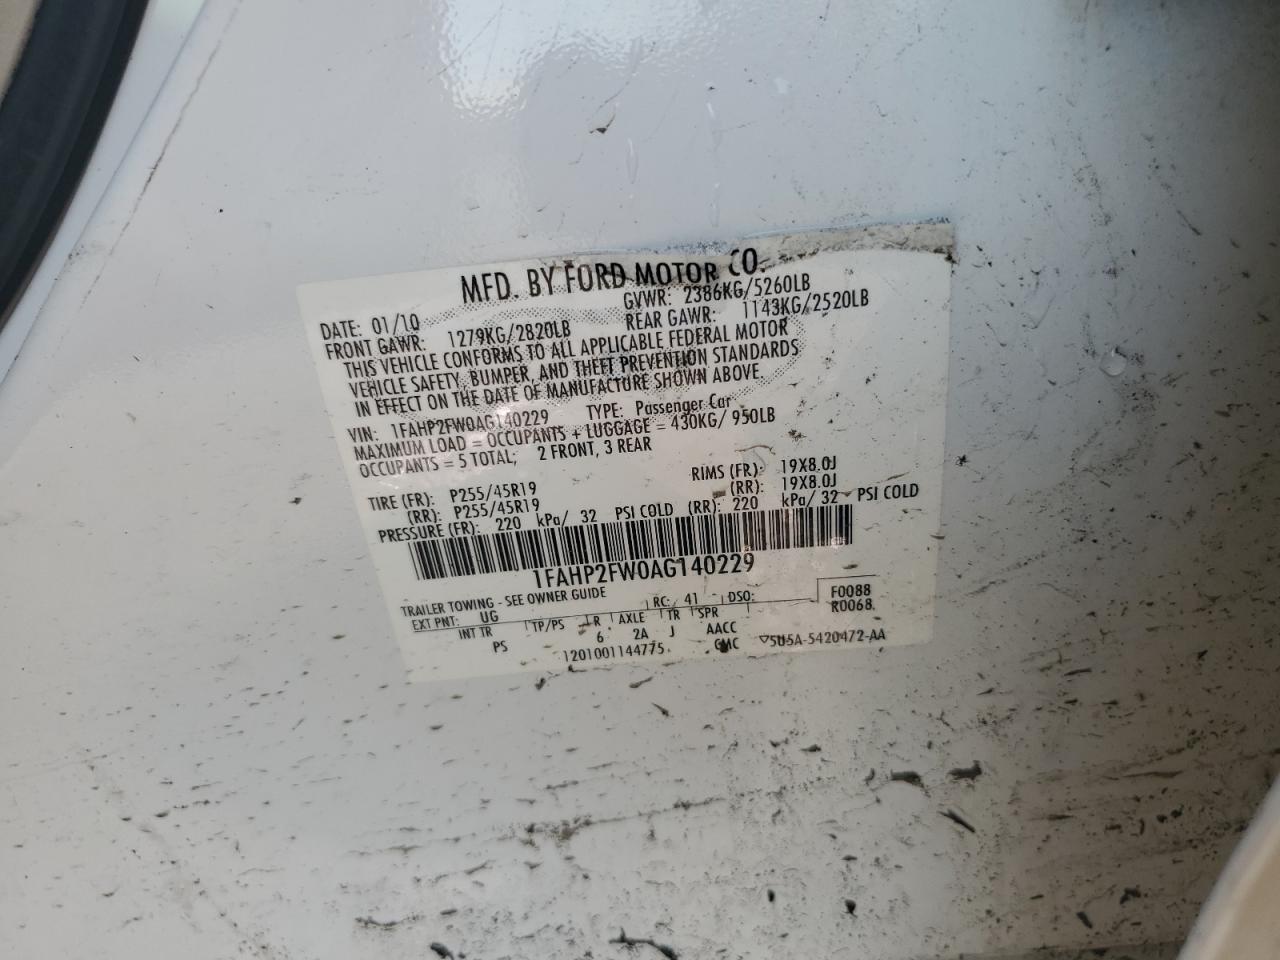 MFD. BY FORD MOTOR CO.
DATE: 01/10 GVWR: 2386KG/5260LB
FRONT GAWR: 1279KG/2820LB REAR GAWR: 1143KG/2520LB
THIS VEHICLE CONFORMS TO ALL APPLICABLE FEDERAL MOTOR
VEHICLE SAFETY, BUMPER, AND THEFT PREVENTION STANDARDS
IN EFFECT ON THE DATE OF MANUFACTURE SHOWN ABOVE.
VIN: 1FAHP2FW0AG140229 TYPE: Passenger Car
MAXIMUM LOAD = OCCUPANTS + LUGGAGE = 430KG/ 950LB
OCCUPANTS = 5 TOTAL; 2 FRONT, 3 REAR
TIRE (FR): P255/45R19 RIMS (FR): 19X8.0J
(RR): P255/45R19 (RR): 19X8.0J
PRESSURE (FR): 220 kPa/ 32 PSI COLD (RR): 220 kPa/ 32 PSI COLD
1FAHP2FW0AG140229
TRAILER TOWING - SEE OWNER GUIDE
EXT PNT: UG RC: 41 DSO: F0088
INT TR TP/PS R AXLE TR SPR R0068
PS 6 2A J AACC
1201001144775 GMC ▽5U5A-5420472-AA